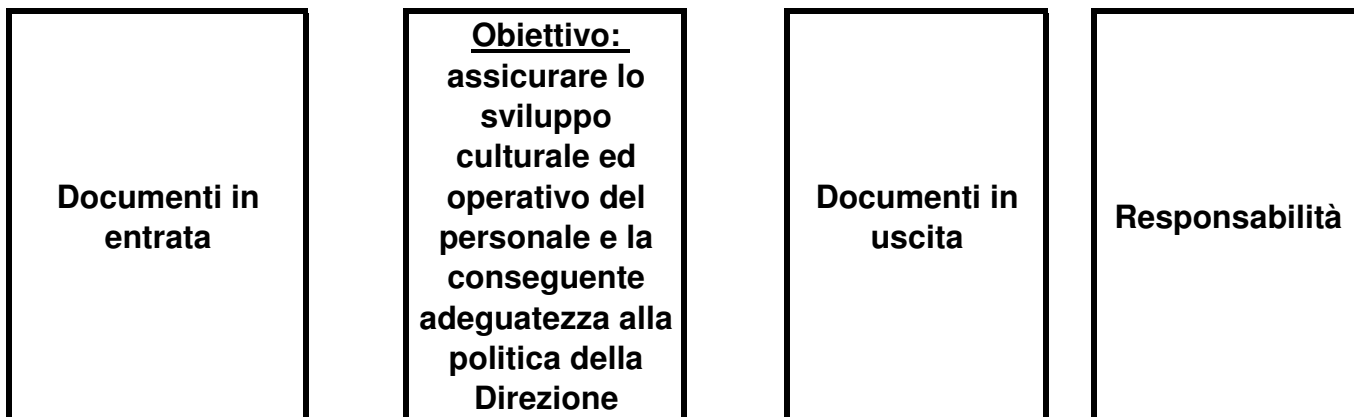 Documenti in
entrata
Obiettivo:
assicurare lo
sviluppo
culturale ed
operativo del
personale e la
conseguente
adeguatezza alla
politica della
Direzione
Documenti in
uscita
Responsabilità